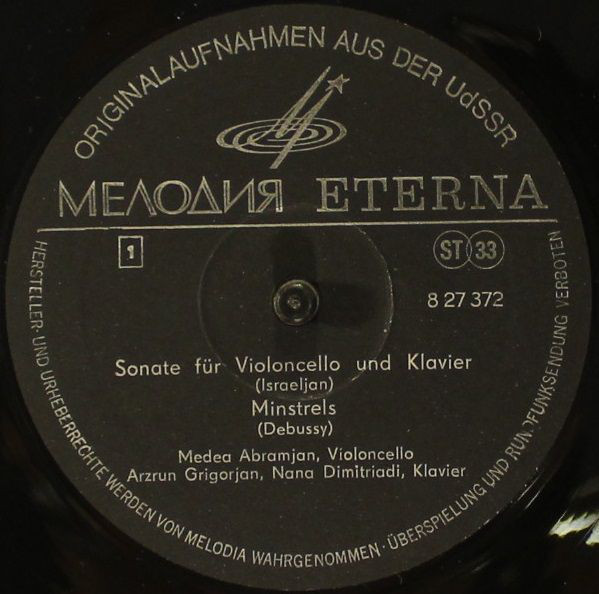 ORIGINALAUFNAHMEN AUS DER UdSSR
МЕЛОДИЯ ETERNA
1 ST 33
8 27 372
Sonate für Violoncello und Klavier
(Israeljan)
Minstrels
(Debussy)
Medea Abramjan, Violoncello
Arzrun Grigorjan, Nana Dimitriadi, Klavier
HERSTELLER- UND URHEBERRECHTE WERDEN VON MELODIA WAHRGENOMMEN · ÜBERSPIELUNG UND RUNDFUNKSENDUNG VERBOTEN